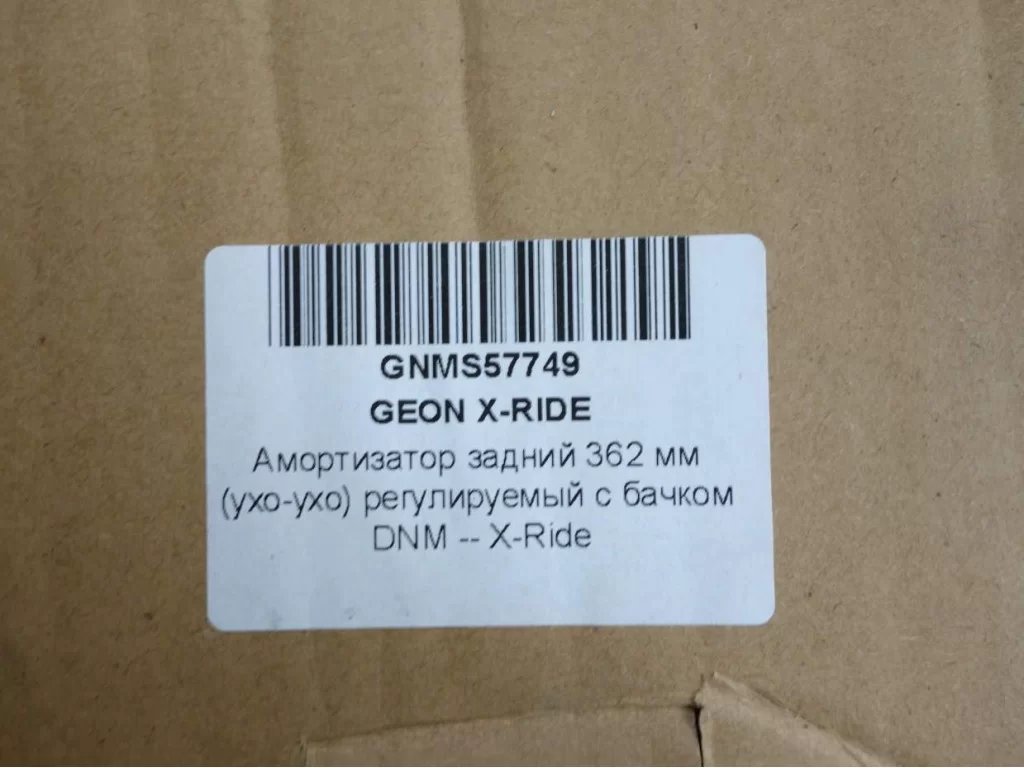 GNMS57749
GEON X-RIDE
Амортизатор задний 362 мм
(ухо-ухо) регулируемый с бачком
DNM -- X-Ride